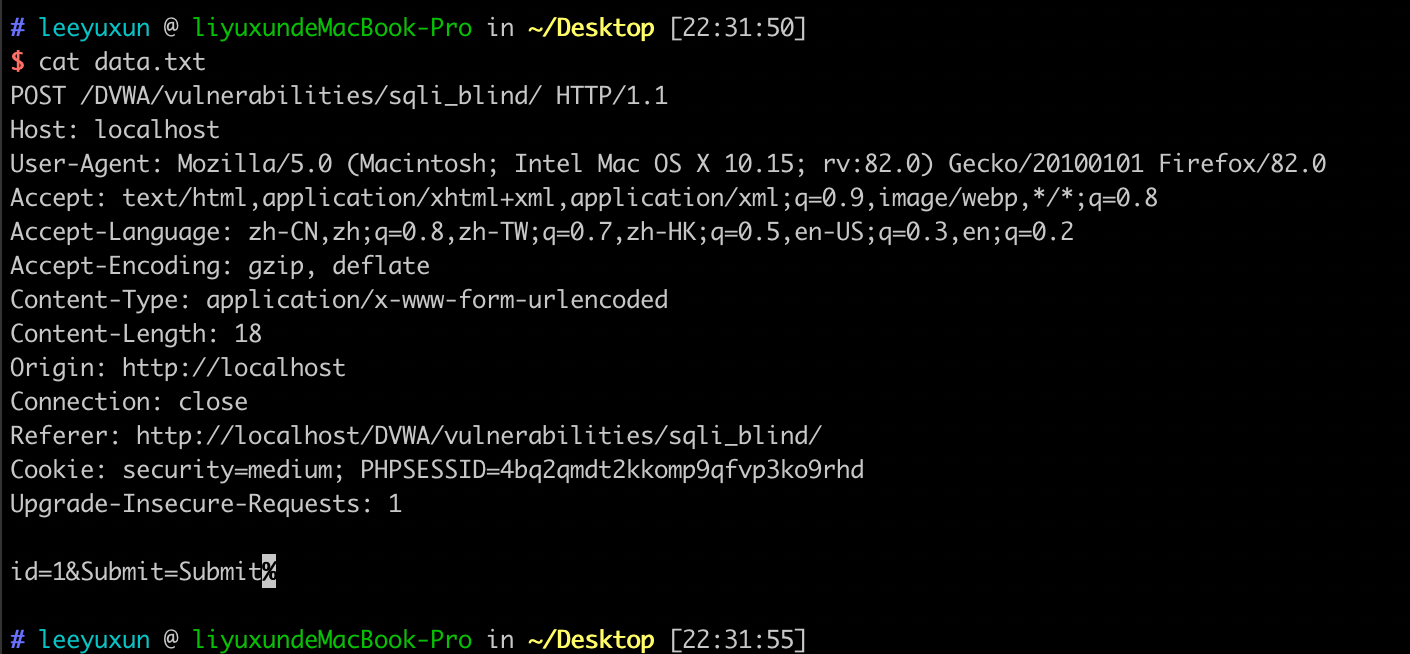 # leeyuxun @ liyuxundeMacBook-Pro in ~/Desktop [22:31:50]
$ cat data.txt
POST /DVWA/vulnerabilities/sqli_blind/ HTTP/1.1
Host: localhost
User-Agent: Mozilla/5.0 (Macintosh; Intel Mac OS X 10.15; rv:82.0) Gecko/20100101 Firefox/82.0
Accept: text/html,application/xhtml+xml,application/xml;q=0.9,image/webp,*/*;q=0.8
Accept-Language: zh-CN,zh;q=0.8,zh-TW;q=0.7,zh-HK;q=0.5,en-US;q=0.3,en;q=0.2
Accept-Encoding: gzip, deflate
Content-Type: application/x-www-form-urlencoded
Content-Length: 18
Origin: http://localhost
Connection: close
Referer: http://localhost/DVWA/vulnerabilities/sqli_blind/
Cookie: security=medium; PHPSESSID=4bq2qmdt2kkomp9qfvp3ko9rhd
Upgrade-Insecure-Requests: 1
id=1&Submit=Submit%
# leeyuxun @ liyuxundeMacBook-Pro in ~/Desktop [22:31:55]